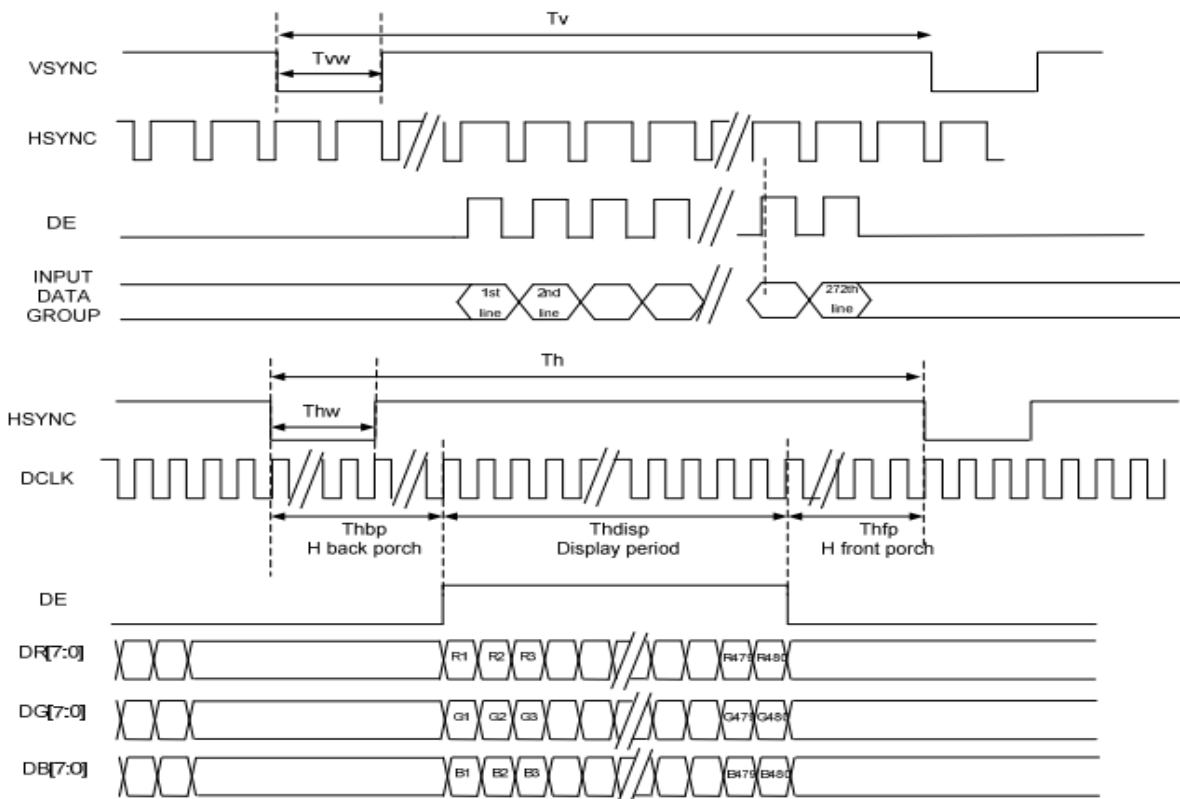 Tv
Tvw
VSYNC
HSYNC
DE
INPUT
DATA
GROUP
1st
line
2nd
line
272th
line
Th
Thw
HSYNC
DCLK
Thbp
H back porch
Thdisp
Display period
Thfp
H front porch
DE
DR[7:0]
R1 R2 R3 R479 R480
DG[7:0]
G1 G2 G3 G479 G480
DB[7:0]
B1 B2 B3 B479 B480